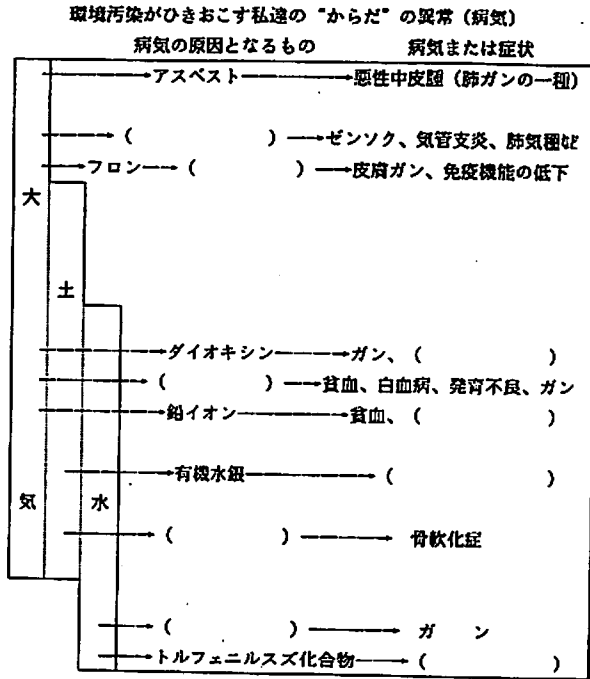 環境汚染がひきおこす私達の“からだ”の異常（病気）
病気の原因となるもの　病気または症状
アスベスト　悪性中皮腫（肺ガンの一種）
（　　　）　ゼンソク、気管支炎、肺気種など
フロン　（　　　）　皮膚ガン、免疫機能の低下
大
土
ダイオキシン　ガン、（　　　）
（　　　）　貧血、白血病、発育不良、ガン
鉛イオン　貧血、（　　　）
有機水銀　（　　　）
気　水
（　　　）　骨軟化症
（　　　）　ガン
トルフェニルスズ化合物　（　　　）